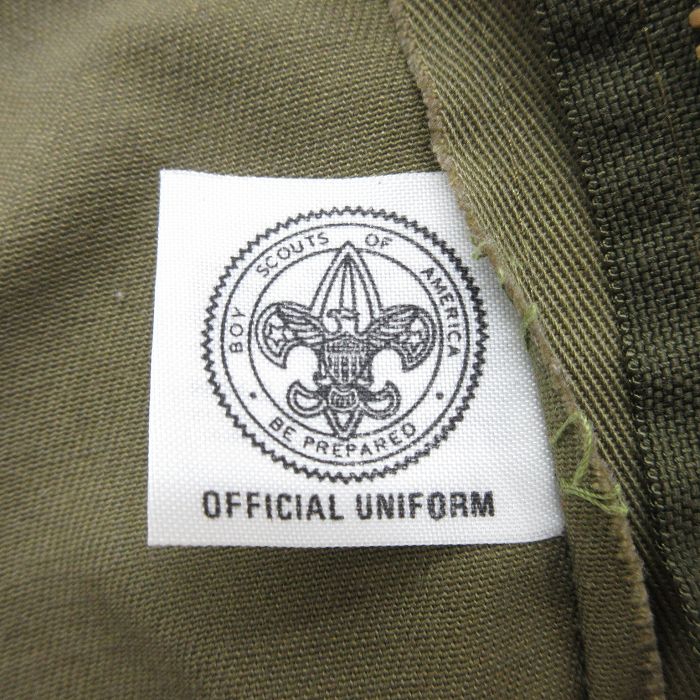 BOY SCOUTS OF AMERICA
• BE PREPARED •
OFFICIAL UNIFORM